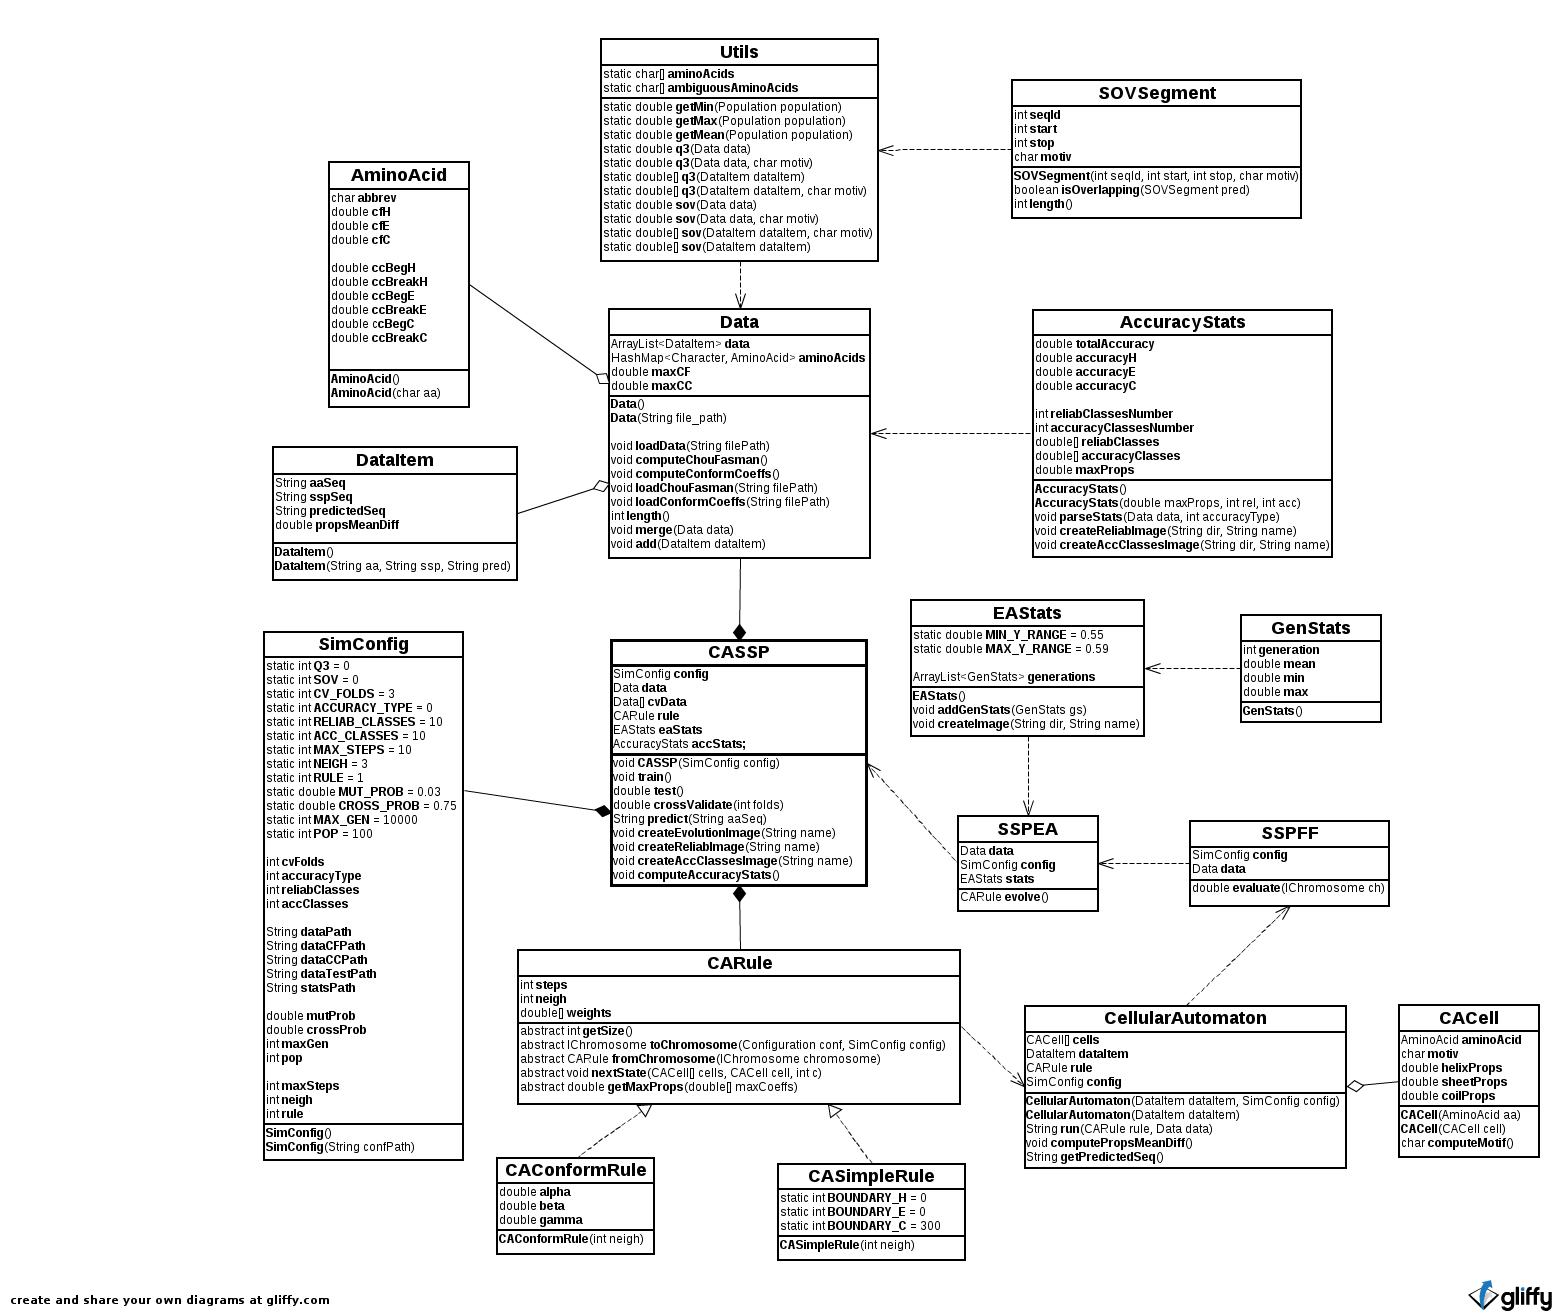 Utils
static char[] aminoAcids
static char[] ambiguousAminoAcids
static double getMin(Population population)
static double getMax(Population population)
static double getMean(Population population)
static double q3(Data data)
static double q3(Data data, char motiv)
static double[] q3(DataItem dataItem)
static double[] q3(DataItem dataItem, char motiv)
static double sov(Data data)
static double sov(Data data, char motiv)
static double[] sov(DataItem dataItem, char motiv)
static double[] sov(DataItem dataItem)
SOVSegment
int seqId
int start
int stop
char motiv
SOVSegment(int seqId, int start, int stop, char motiv)
boolean isOverlapping(SOVSegment pred)
int length()
AminoAcid
char abbrev
double cfH
double cfE
double cfC
double ccBegH
double ccBreakH
double ccBegE
double ccBreakE
double ccBegC
double ccBreakC
AminoAcid()
AminoAcid(char aa)
Data
ArrayList<DataItem> data
HashMap<Character, AminoAcid> aminoAcids
double maxCF
double maxCC
Data()
Data(String file_path)
void loadData(String filePath)
void computeChouFasman()
void computeConformCoeffs()
void loadChouFasman(String filePath)
void loadConformCoeffs(String filePath)
int length()
void merge(Data data)
void add(DataItem dataItem)
AccuracyStats
double totalAccuracy
double accuracyH
double accuracyE
double accuracyC
int reliabClassesNumber
int accuracyClassesNumber
double[] reliabClasses
double[] accuracyClasses
double maxProps
AccuracyStats()
AccuracyStats(double maxProps, int rel, int acc)
void parseStats(Data data, int accuracyType)
void createReliabImage(String dir, String name)
void createAccClassesImage(String dir, String name)
DataItem
String aaSeq
String sspSeq
String predictedSeq
double propsMeanDiff
DataItem()
DataItem(String aa, String ssp, String pred)
SimConfig
static int Q3 = 0
static int SOV = 0
static int CV_FOLDS = 3
static int ACCURACY_TYPE = 0
static int RELIAB_CLASSES = 10
static int ACC_CLASSES = 10
static int MAX_STEPS = 10
static int NEIGH = 3
static int RULE = 1
static double MUT_PROB = 0.03
static double CROSS_PROB = 0.75
static int MAX_GEN = 10000
static int POP = 100
int cvFolds
int accuracyType
int reliabClasses
int accClasses
String dataPath
String dataCFPath
String dataCCPath
String dataTestPath
String statsPath
double mutProb
double crossProb
int maxGen
int pop
int maxSteps
int neigh
int rule
SimConfig()
SimConfig(String confPath)
CASSP
SimConfig config
Data data
Data[] cvData
CARule rule
EAStats eaStats
AccuracyStats accStats;
void CASSP(SimConfig config)
void train()
double test()
double crossValidate(int folds)
String predict(String aaSeq)
void createEvolutionImage(String name)
void createReliabImage(String name)
void createAccClassesImage(String name)
void computeAccuracyStats()
EAStats
static double MIN_Y_RANGE = 0.55
static double MAX_Y_RANGE = 0.59
ArrayList<GenStats> generations
EAStats()
void addGenStats(GenStats gs)
void createImage(String dir, String name)
GenStats
int generation
double mean
double min
double max
GenStats()
SSPEA
Data data
SimConfig config
EAStats stats
CARule evolve()
SSPFF
SimConfig config
Data data
double evaluate(IChromosome ch)
CARule
int steps
int neigh
double[] weights
abstract int getSize()
abstract IChromosome toChromosome(Configuration conf, SimConfig config)
abstract CARule fromChromosome(IChromosome chromosome)
abstract void nextState(CACell[] cells, CACell cell, int c)
abstract double getMaxProps(double[] maxCoeffs)
CellularAutomaton
CACell[] cells
DataItem dataItem
CARule rule
SimConfig config
CellularAutomaton(DataItem dataItem, SimConfig config)
CellularAutomaton(DataItem dataItem)
String run(CARule rule, Data data)
void computePropsMeanDiff()
String getPredictedSeq()
CACell
AminoAcid aminoAcid
char motiv
double helixProps
double sheetProps
double coilProps
CACell(AminoAcid aa)
CACell(CACell cell)
char computeMotif()
CAConformRule
double alpha
double beta
double gamma
CAConformRule(int neigh)
CASimpleRule
static int BOUNDARY_H = 0
static int BOUNDARY_E = 0
static int BOUNDARY_C = 300
CASimpleRule(int neigh)
create and share your own diagrams at gliffy.com
gliffy